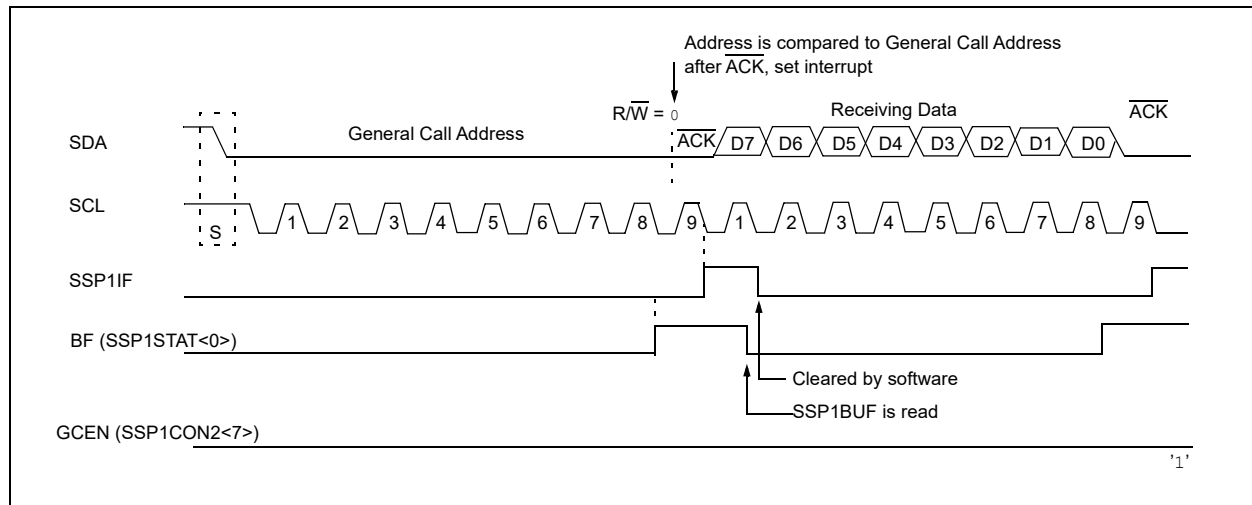 Address is compared to General Call Address
after A̅C̅K̅, set interrupt
R/W̅ = 0
Receiving Data
A̅C̅K̅
SDA
General Call Address
A̅C̅K̅
D7 D6 D5 D4 D3 D2 D1 D0
SCL
S
1 2 3 4 5 6 7 8 9 1 2 3 4 5 6 7 8 9
SSP1IF
BF (SSP1STAT<0>)
Cleared by software
SSP1BUF is read
GCEN (SSP1CON2<7>)
'1'